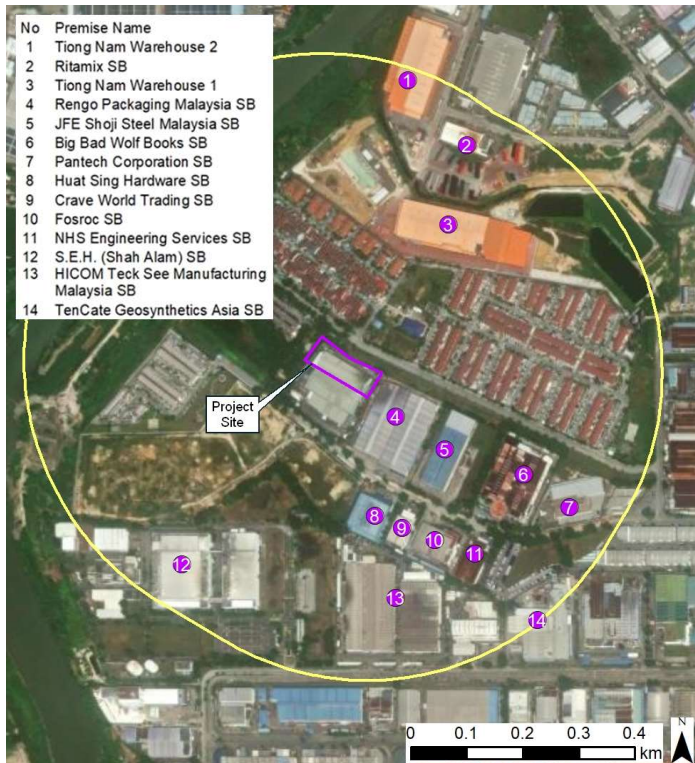 No Premise Name
1 Tiong Nam Warehouse 2
2 Ritamix SB
3 Tiong Nam Warehouse 1
4 Rengo Packaging Malaysia SB
5 JFE Shoji Steel Malaysia SB
6 Big Bad Wolf Books SB
7 Pantech Corporation SB
8 Huat Sing Hardware SB
9 Crave World Trading SB
10 Fosroc SB
11 NHS Engineering Services SB
12 S.E.H. (Shah Alam) SB
13 HICOM Teck See Manufacturing
Malaysia SB
14 TenCate Geosynthetics Asia SB
1
2
3
Project
Site
4
5
6
7
8
9
10
11
12
13
14
N
0 0.1 0.2 0.3 0.4
km